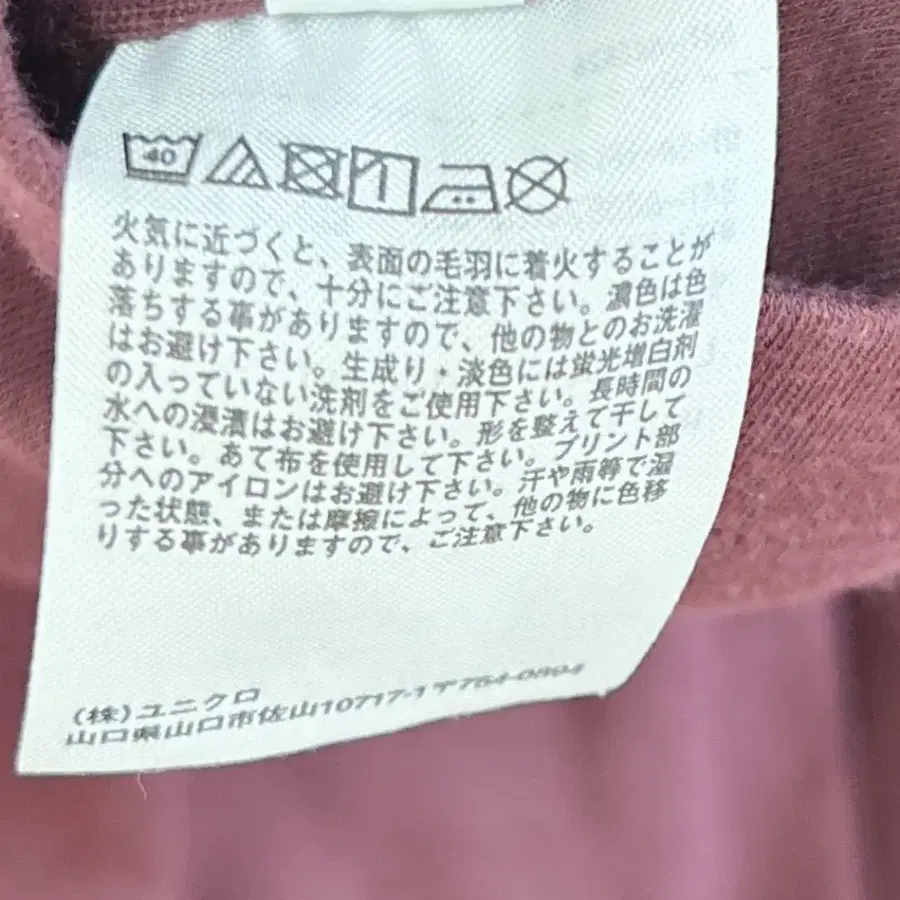 40
火気に近づくと、表面の毛羽に着火することが
ありますので、十分にご注意下さい。濃色は色
落ちする事がありますので、他の物とのお洗濯
はお避け下さい。生成り・淡色には蛍光増白剤
の入っていない洗剤をご使用下さい。長時間の
水への浸漬はお避け下さい。形を整えて干して
下さい。あて布を使用して下さい。プリント部
分へのアイロンはお避け下さい。汗や雨等で湿
った状態、または摩擦によって、他の物に色移
りする事がありますので、ご注意下さい。
(株)ユニクロ
山口県山口市佐山10717-1〒754-0894